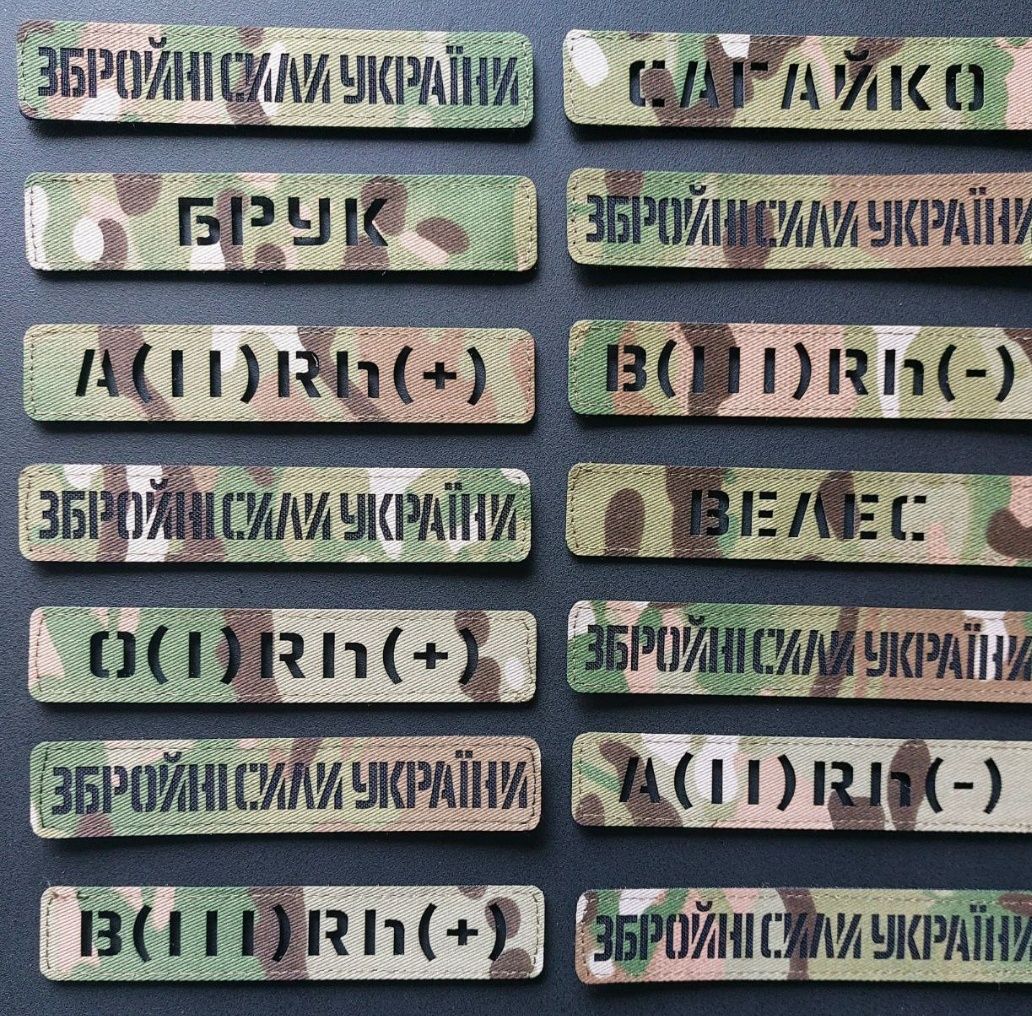 ЗБРОЙНІ СИЛИ УКРАЇНИ
БРУК
A(II)Rh(+)
ЗБРОЙНІ СИЛИ УКРАЇНИ
O(I)Rh(+)
ЗБРОЙНІ СИЛИ УКРАЇНИ
B(III)Rh(+)
САГАЙКО
ЗБРОЙНІ СИЛИ УКРАЇНИ
B(III)Rh(-)
ВЕЛЕС
ЗБРОЙНІ СИЛИ УКРАЇНИ
A(II)Rh(-)
ЗБРОЙНІ СИЛИ УКРАЇНИ